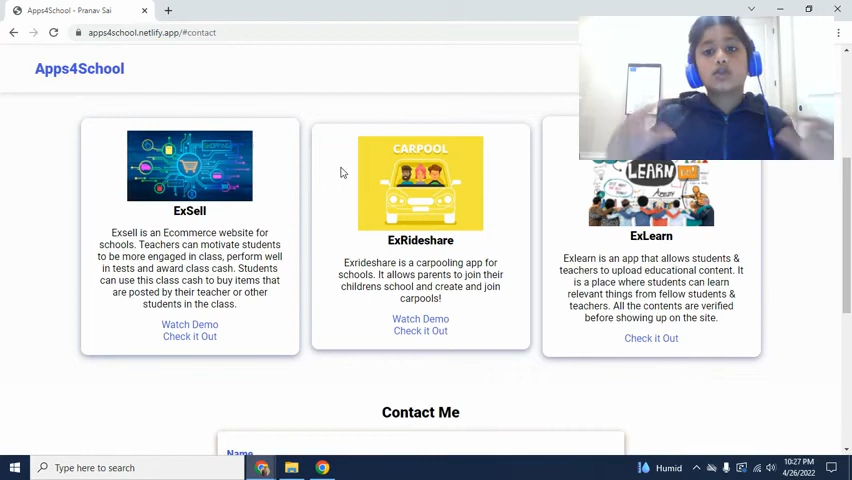 Apps4School - Pranav Sai
apps4school.netlify.app/#contact
Apps4School
ExSell
Exsell is an Ecommerce website for
schools. Teachers can motivate students
to be more engaged in class, perform well
in tests and award class cash. Students
can use this class cash to buy items that
are posted by their teacher or other
students in the class.
Watch Demo
Check it Out
CARPOOL
ExRideshare
Exrideshare is a carpooling app for
schools. It allows parents to join their
childrens school and create and join
carpools!
Watch Demo
Check it Out
LEARN
ExLearn
Exlearn is an app that allows students &
teachers to upload educational content. It
is a place where students can learn
relevant things from fellow students &
teachers. All the contents are verified
before showing up on the site.
Check it Out
Contact Me
Name
Type here to search
Humid
10:27 PM
4/26/2022